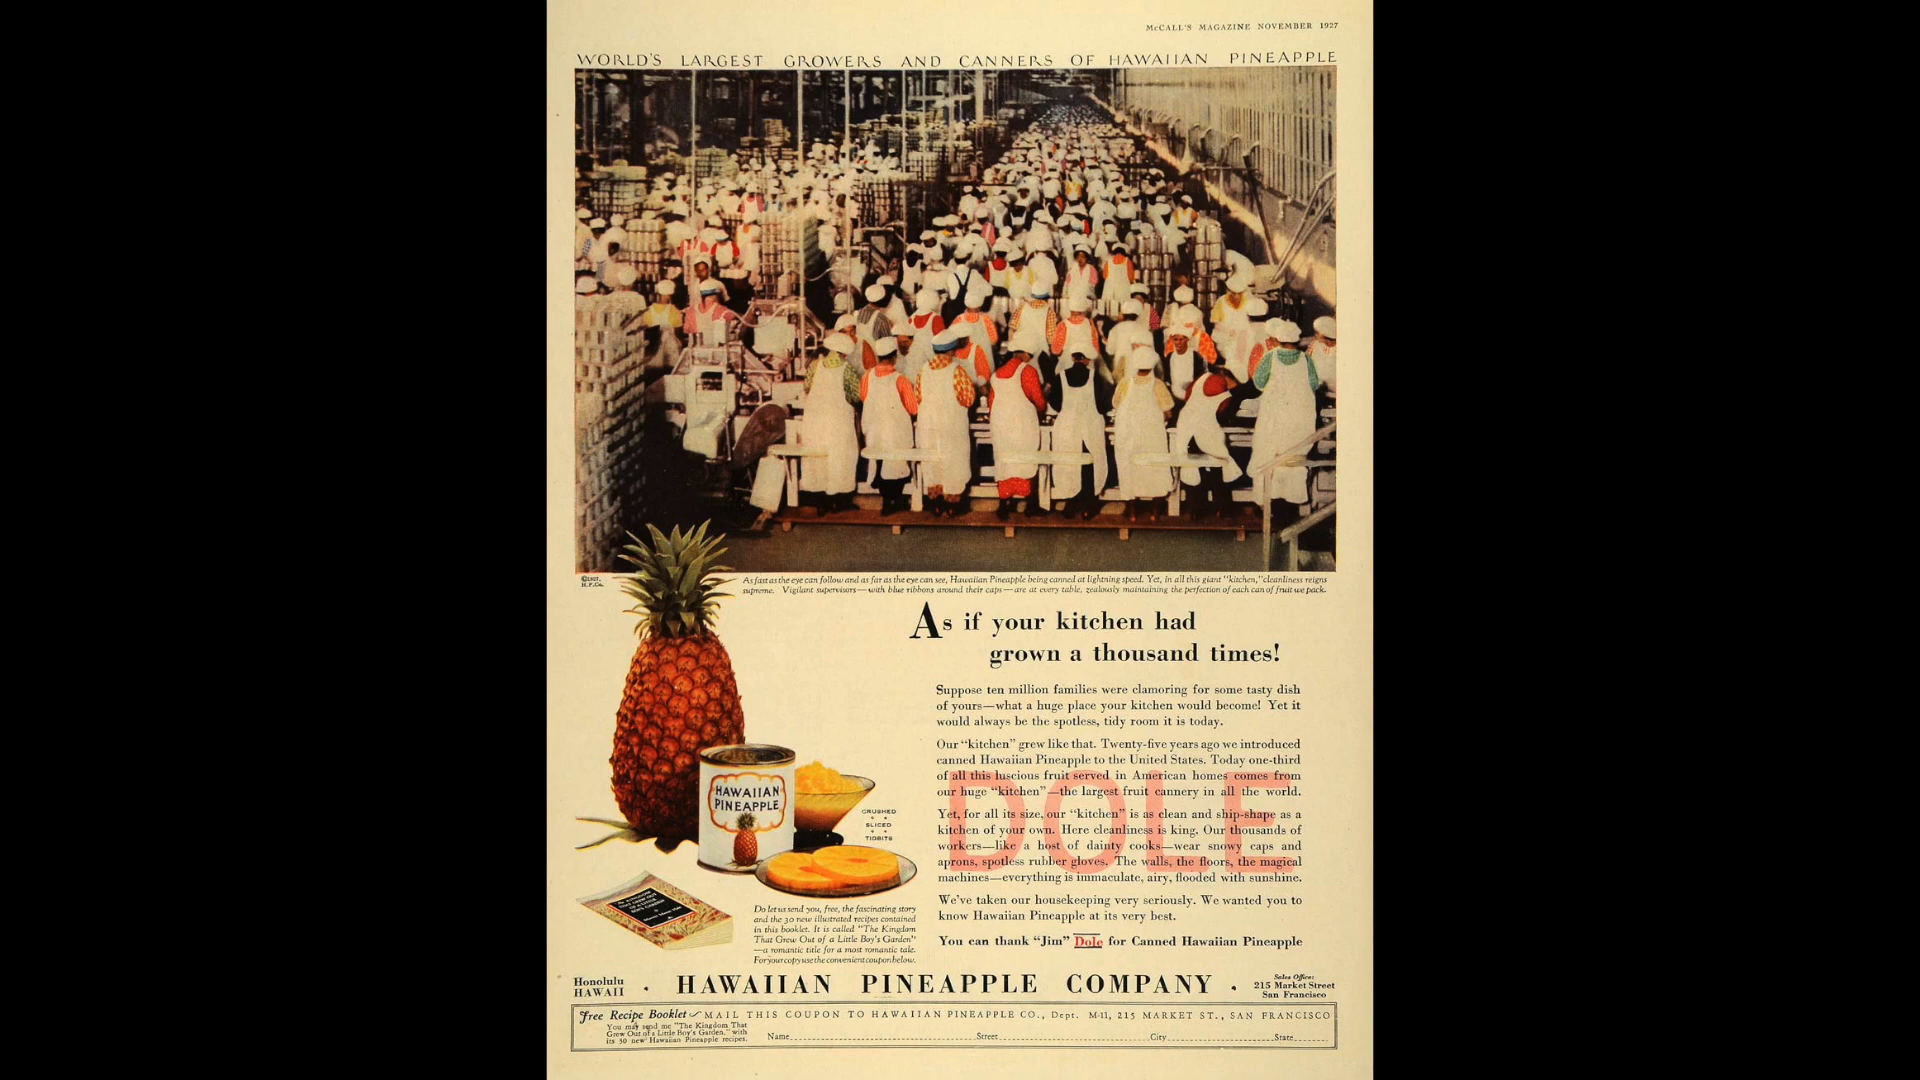 McCALL'S MAGAZINE NOVEMBER 1927
WORLD'S LARGEST GROWERS AND CANNERS OF HAWAIIAN PINEAPPLE
©1927,
H.P.Co.
As fast as the eye can follow and as far as the eye can see, Hawaiian Pineapple being canned at lightning speed. Yet, in all this giant "kitchen," cleanliness reigns
supreme. Vigilant supervisors—with blue ribbons around their caps—are at every table, zealously maintaining the perfection of each can of fruit we pack.
As if your kitchen had
grown a thousand times!
Suppose ten million families were clamoring for some tasty dish
of yours—what a huge place your kitchen would become! Yet it
would always be the spotless, tidy room it is today.
Our "kitchen" grew like that. Twenty-five years ago we introduced
canned Hawaiian Pineapple to the United States. Today one-third
of all this luscious fruit served in American homes comes from
our huge "kitchen"—the largest fruit cannery in all the world.
DOLE
Yet, for all its size, our "kitchen" is as clean and ship-shape as a
kitchen of your own. Here cleanliness is king. Our thousands of
workers—like a host of dainty cooks—wear snowy caps and
aprons, spotless rubber gloves. The walls, the floors, the magical
machines—everything is immaculate, airy, flooded with sunshine.
We've taken our housekeeping very seriously. We wanted you to
know Hawaiian Pineapple at its very best.
You can thank "Jim" Dole for Canned Hawaiian Pineapple
HAWAIIAN
PINEAPPLE
CRUSHED
SLICED
TIDBITS
Do let us send you, free, the fascinating story
and the 30 new illustrated recipes contained
in this booklet. It is called "The Kingdom
That Grew Out of a Little Boy's Garden"
—a romantic title for a most romantic tale.
For your copy use the convenient coupon below.
Honolulu
HAWAII
HAWAIIAN PINEAPPLE COMPANY
Sales Office:
215 Market Street
San Francisco
Free Recipe Booklet MAIL THIS COUPON TO HAWAIIAN PINEAPPLE CO., Dept. M-11, 215 MARKET ST., SAN FRANCISCO
You may send me "The Kingdom That
Grew Out of a Little Boy's Garden," with
its 30 new Hawaiian Pineapple recipes.
Name Street City State